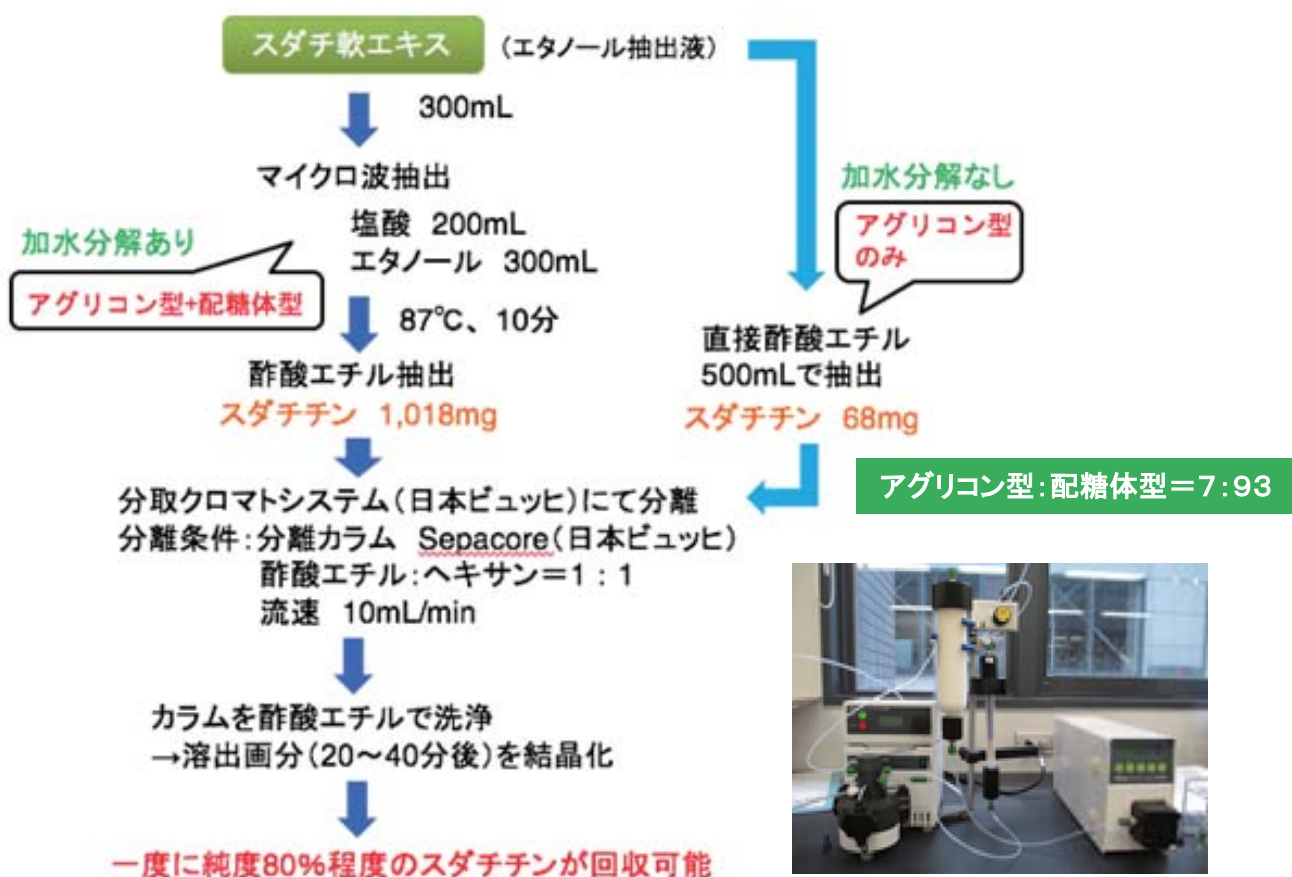 スダチ軟エキス (エタノール抽出液)
300mL
マイクロ波抽出
塩酸 200mL
エタノール 300mL
加水分解あり
アグリコン型+配糖体型
87℃、10分
酢酸エチル抽出
スダチチン 1,018mg
加水分解なし
アグリコン型
のみ
直接酢酸エチル
500mLで抽出
スダチチン 68mg
アグリコン型:配糖体型=7:93
分取クロマトシステム(日本ビュッヒ)にて分離
分離条件:分離カラム Sepacore(日本ビュッヒ)
酢酸エチル:ヘキサン=1:1
流速 10mL/min
カラムを酢酸エチルで洗浄
→溶出画分(20〜40分後)を結晶化
一度に純度80%程度のスダチチンが回収可能